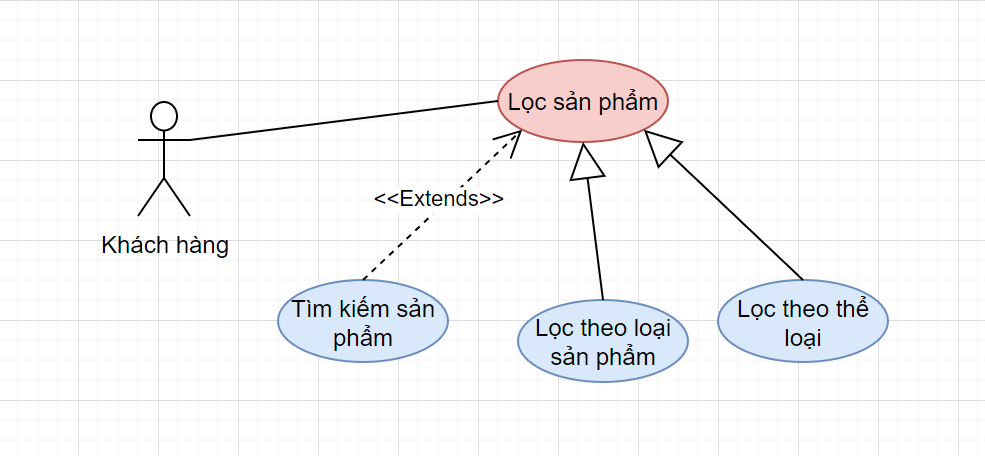 Lọc sản phẩm
<<Extends>>
Khách hàng
Tìm kiếm sản
phẩm
Lọc theo loại
sản phẩm
Lọc theo thể
loại